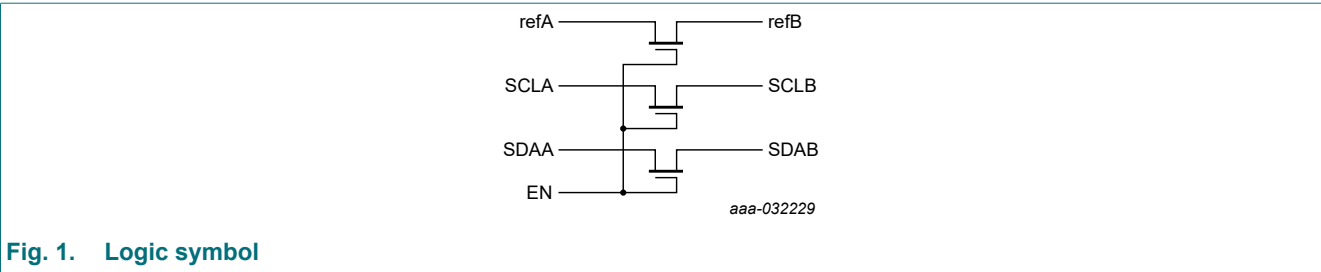 refA refB
SCLA SCLB
SDAA SDAB
EN
aaa-032229
Fig. 1. Logic symbol